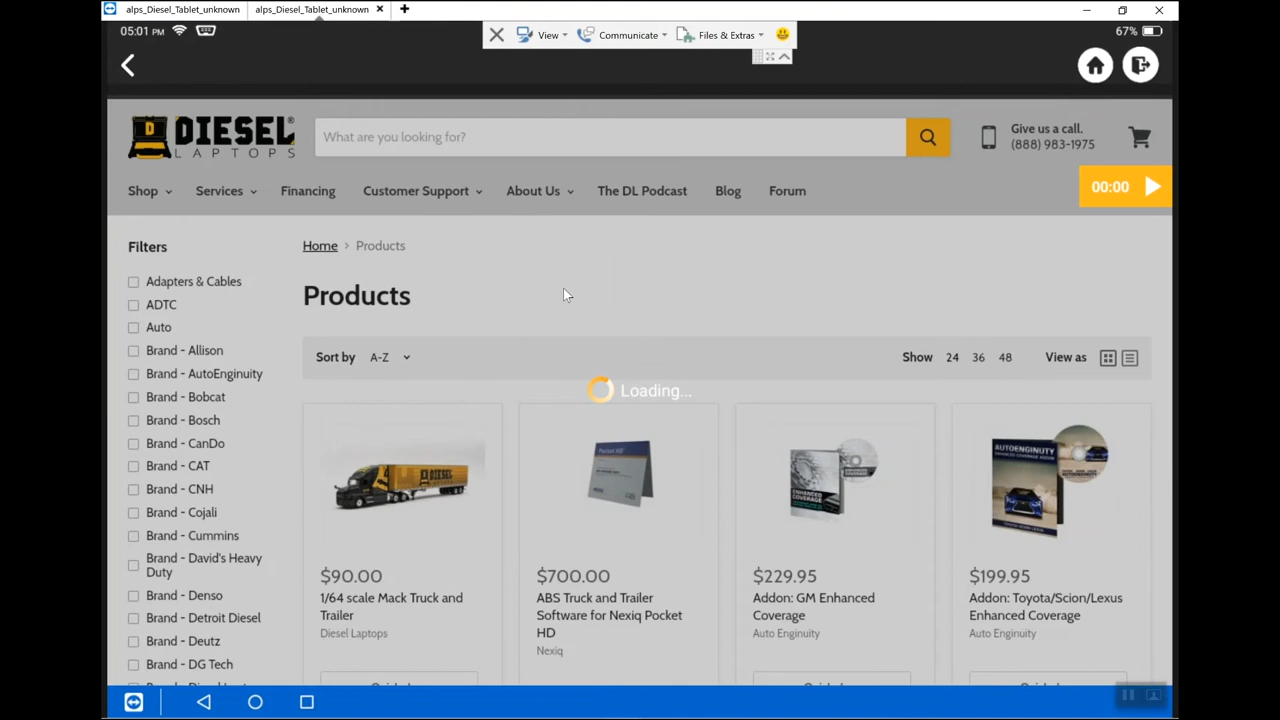 alps_Diesel_Tablet_unknown
alps_Diesel_Tablet_unknown
05:01 PM
View
Communicate
Files & Extras
67%
DIESEL
LAPTOPS
What are you looking for?
Give us a call.
(888) 983-1975
Shop
Services
Financing
Customer Support
About Us
The DL Podcast
Blog
Forum
00:00
Filters
Adapters & Cables
ADTC
Auto
Brand - Allison
Brand - AutoEnginuity
Brand - Bobcat
Brand - Bosch
Brand - CanDo
Brand - CAT
Brand - CNH
Brand - Cojali
Brand - Cummins
Brand - David's Heavy
Duty
Brand - Denso
Brand - Detroit Diesel
Brand - Deutz
Brand - DG Tech
Home > Products
Products
Sort by A-Z
Show 24 36 48
View as
Loading...
DIESEL
$90.00
1/64 scale Mack Truck and
Trailer
Diesel Laptops
$700.00
ABS Truck and Trailer
Software for Nexiq Pocket
HD
Nexiq
ENHANCED
COVERAGE
$229.95
Addon: GM Enhanced
Coverage
Auto Enginuity
AUTOENGINUITY
$199.95
Addon: Toyota/Scion/Lexus
Enhanced Coverage
Auto Enginuity